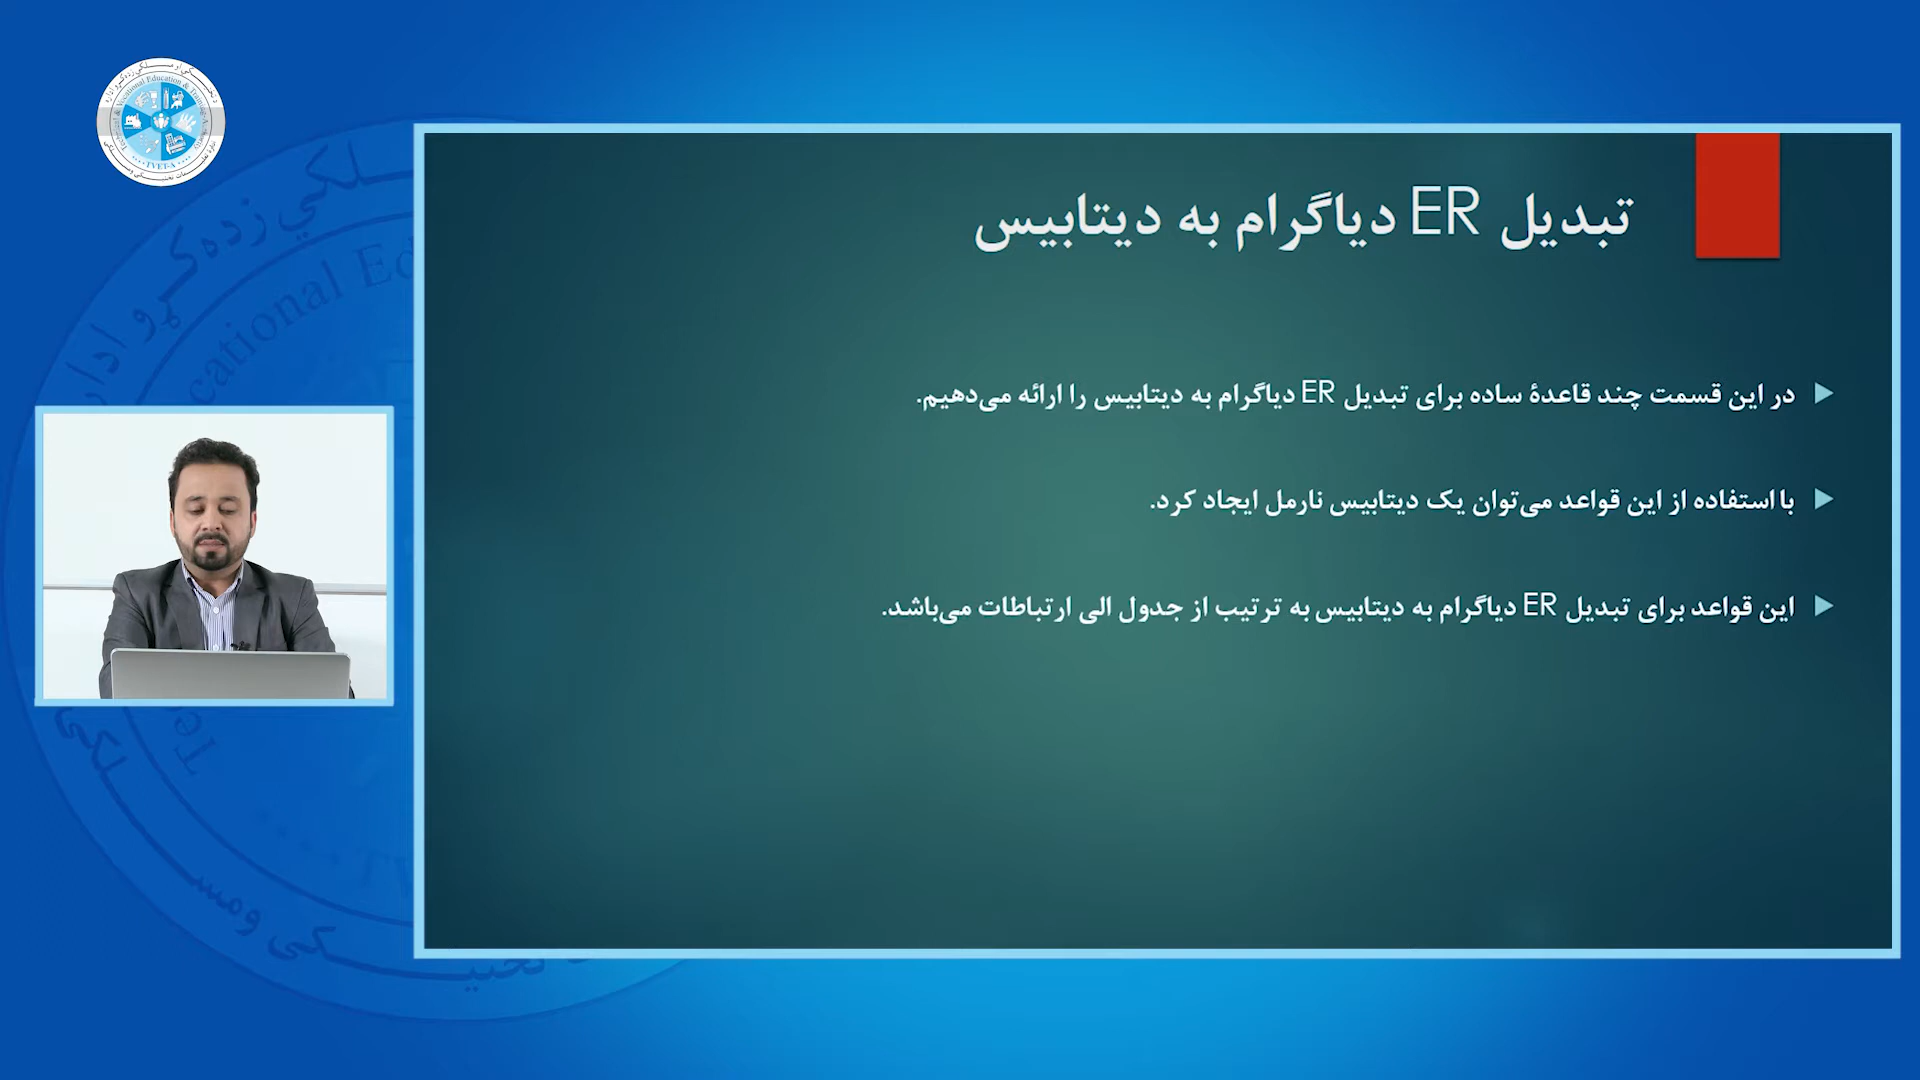 تبدیل ER دیاگرام به دیتابیس
در این قسمت چند قاعدهٔ ساده برای تبدیل ER دیاگرام به دیتابیس را ارائه می‌دهیم.
با استفاده از این قواعد می‌توان یک دیتابیس نارمل ایجاد کرد.
این قواعد برای تبدیل ER دیاگرام به دیتابیس به ترتیب از جدول الی ارتباطات می‌باشد.
TVET-A